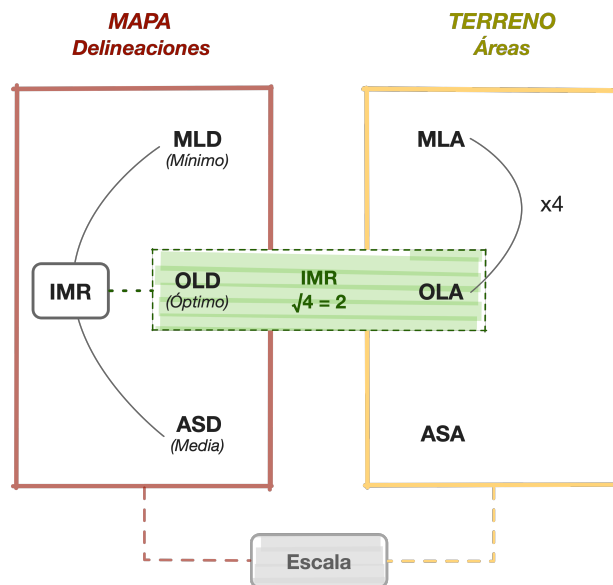 MAPA
Delineaciones
TERRENO
Áreas
MLD
(Mínimo)
MLA
x4
IMR
OLD
(Óptimo)
IMR
√4 = 2
OLA
ASD
(Media)
ASA
Escala